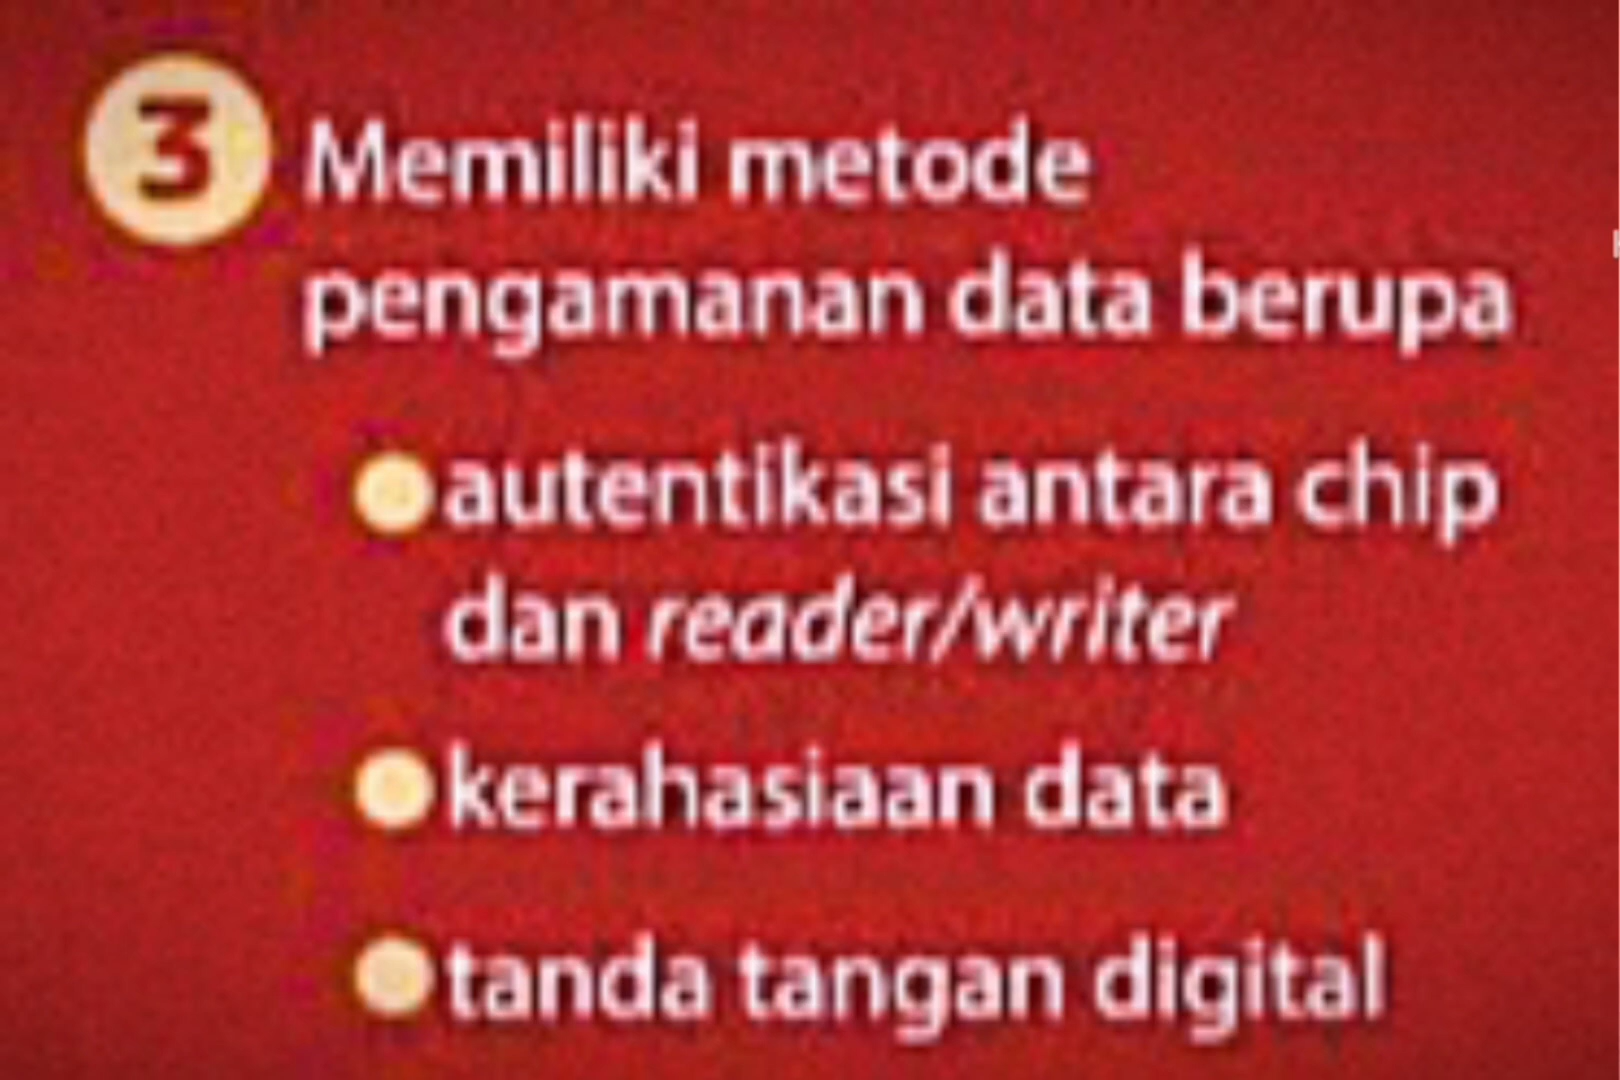 3 Memiliki metode
pengamanan data berupa
autentikasi antara chip
dan reader/writer
kerahasiaan data
tanda tangan digital